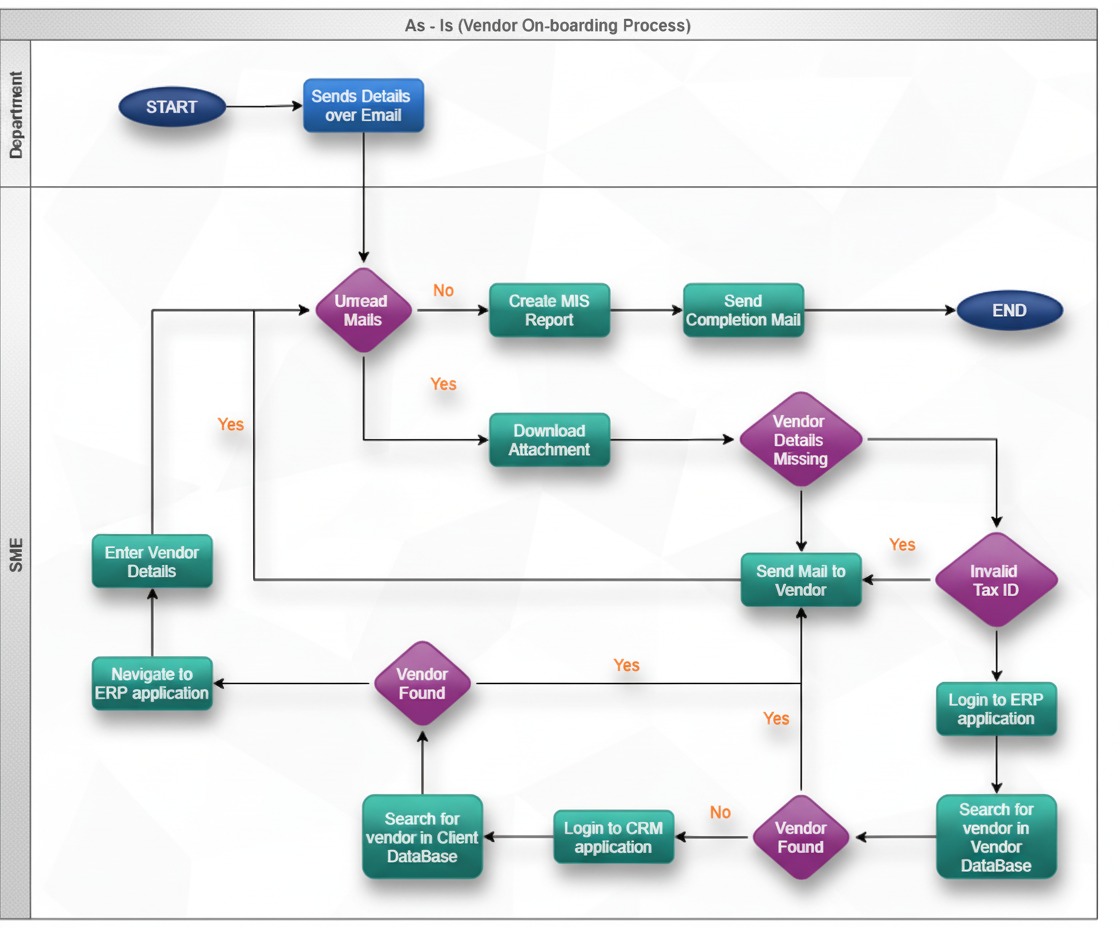 As - Is (Vendor On-boarding Process)
Department
START
Sends Details
over Email
SME
Unread
Mails
No
Create MIS
Report
Send
Completion Mail
END
Yes
Yes
Download
Attachment
Vendor
Details
Missing
Enter Vendor
Details
Send Mail to
Vendor
Yes
Invalid
Tax ID
Navigate to
ERP application
Vendor
Found
Yes
Yes
Login to ERP
application
Search for
vendor in Client
DataBase
Login to CRM
application
No
Vendor
Found
Search for
vendor in
Vendor
DataBase